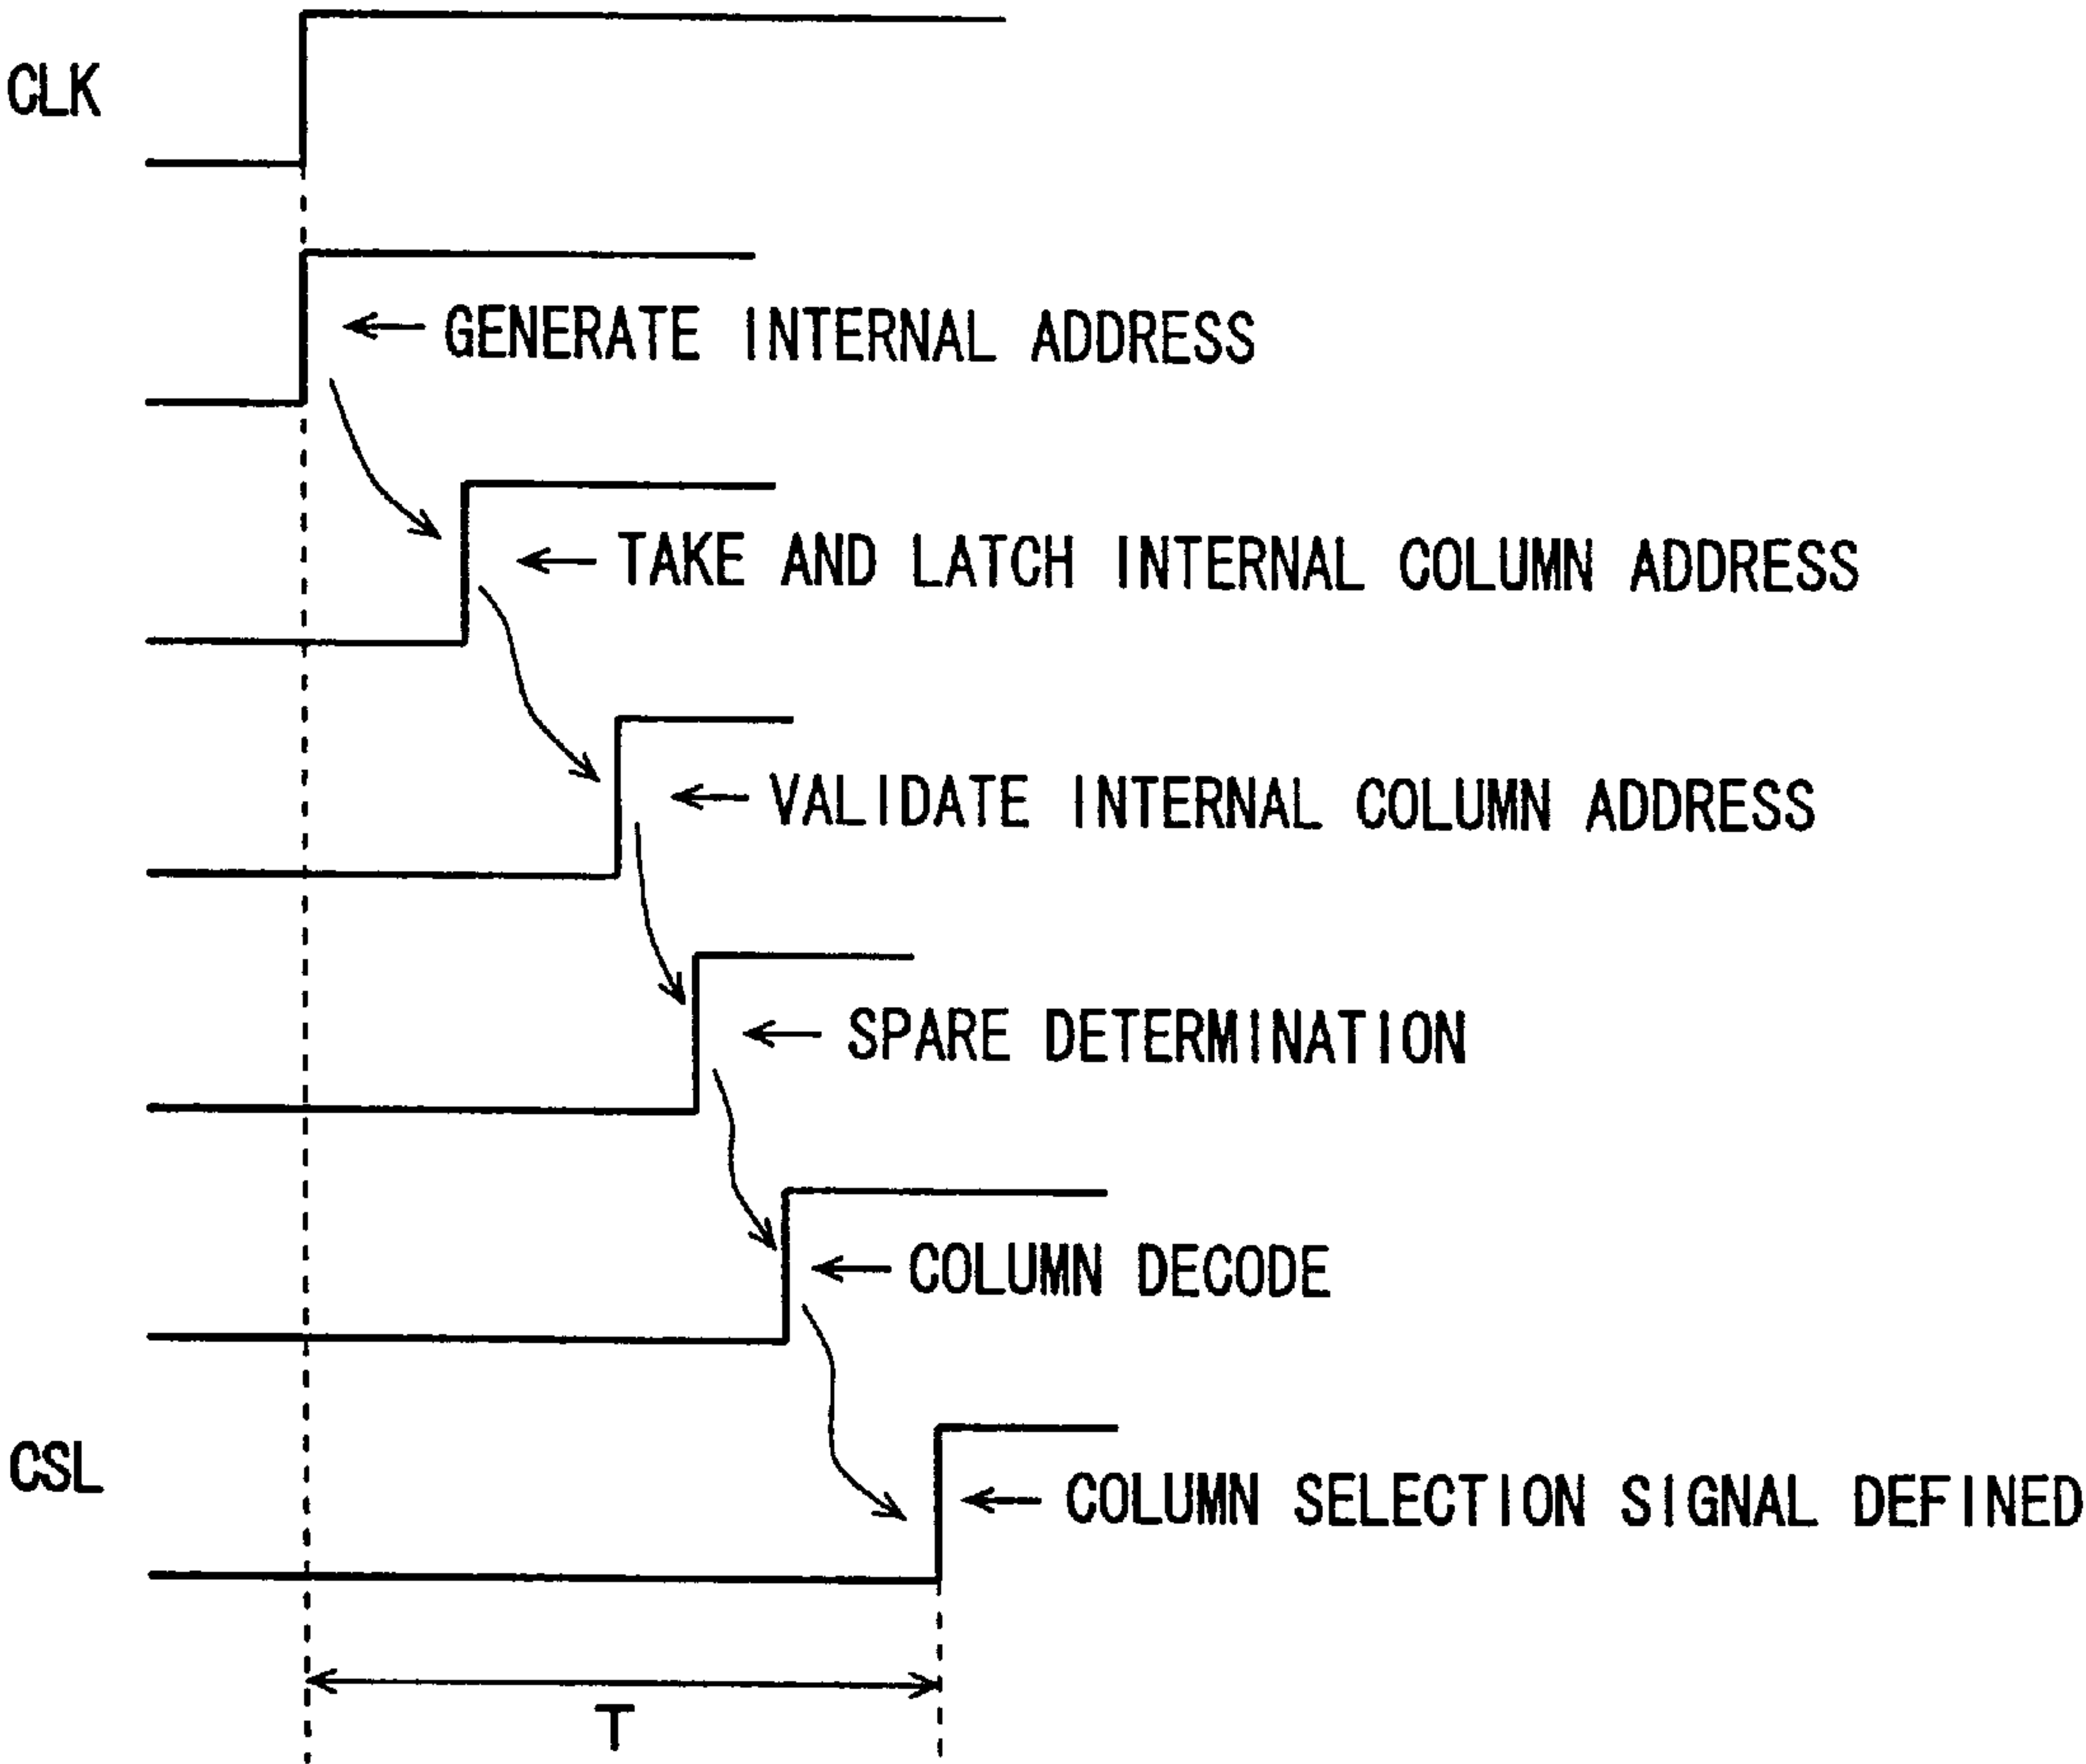 CLK
GENERATE INTERNAL ADDRESS
TAKE AND LATCH INTERNAL COLUMN ADDRESS
VALIDATE INTERNAL COLUMN ADDRESS
SPARE DETERMINATION
COLUMN DECODE
CSL
COLUMN SELECTION SIGNAL DEFINED
T